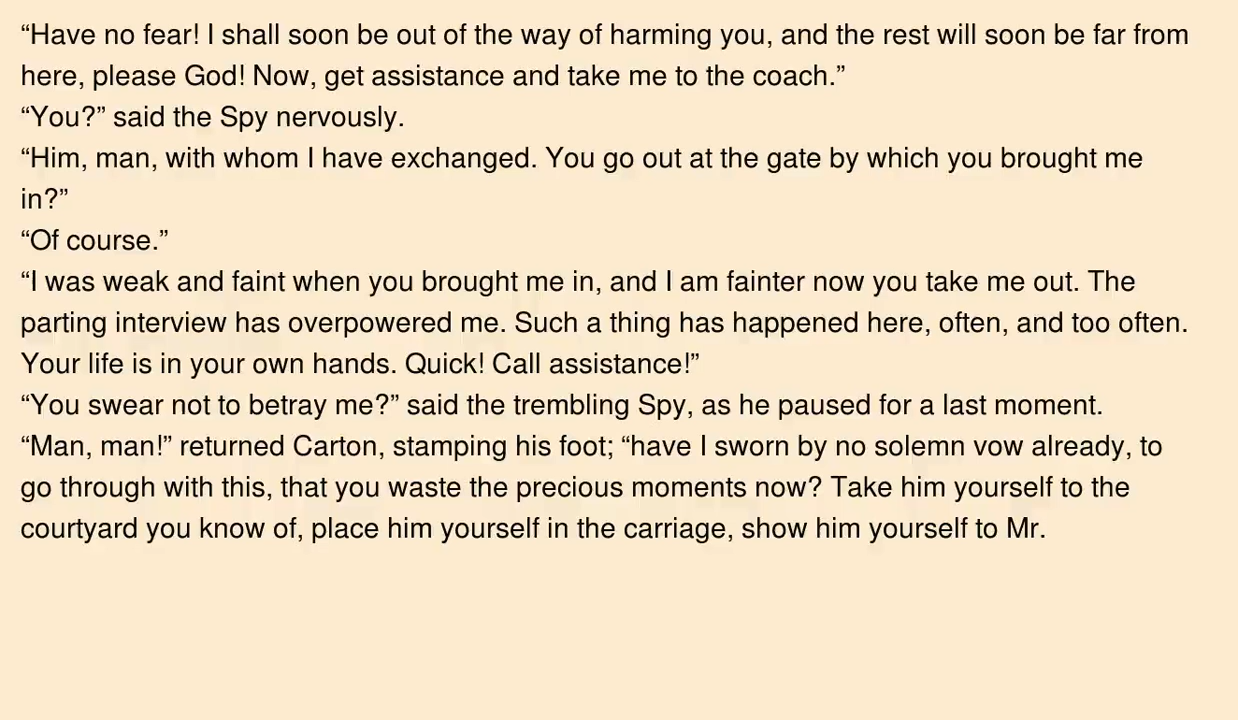 “Have no fear! I shall soon be out of the way of harming you, and the rest will soon be far from
here, please God! Now, get assistance and take me to the coach.”
“You?” said the Spy nervously.
“Him, man, with whom I have exchanged. You go out at the gate by which you brought me
in?”
“Of course.”
“I was weak and faint when you brought me in, and I am fainter now you take me out. The
parting interview has overpowered me. Such a thing has happened here, often, and too often.
Your life is in your own hands. Quick! Call assistance!”
“You swear not to betray me?” said the trembling Spy, as he paused for a last moment.
“Man, man!” returned Carton, stamping his foot; “have I sworn by no solemn vow already, to
go through with this, that you waste the precious moments now? Take him yourself to the
courtyard you know of, place him yourself in the carriage, show him yourself to Mr.